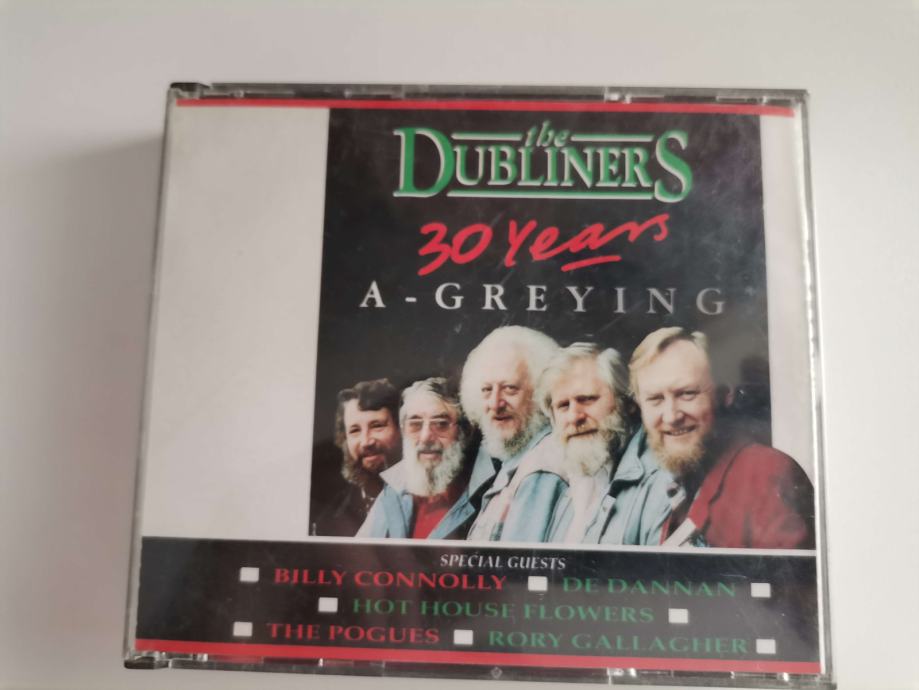 the
DUBLINERS
30 Years
A-GREYING
SPECIAL GUESTS
BILLY CONNOLLY DE DANNAN
HOT HOUSE FLOWERS
THE POGUES RORY GALLAGHER